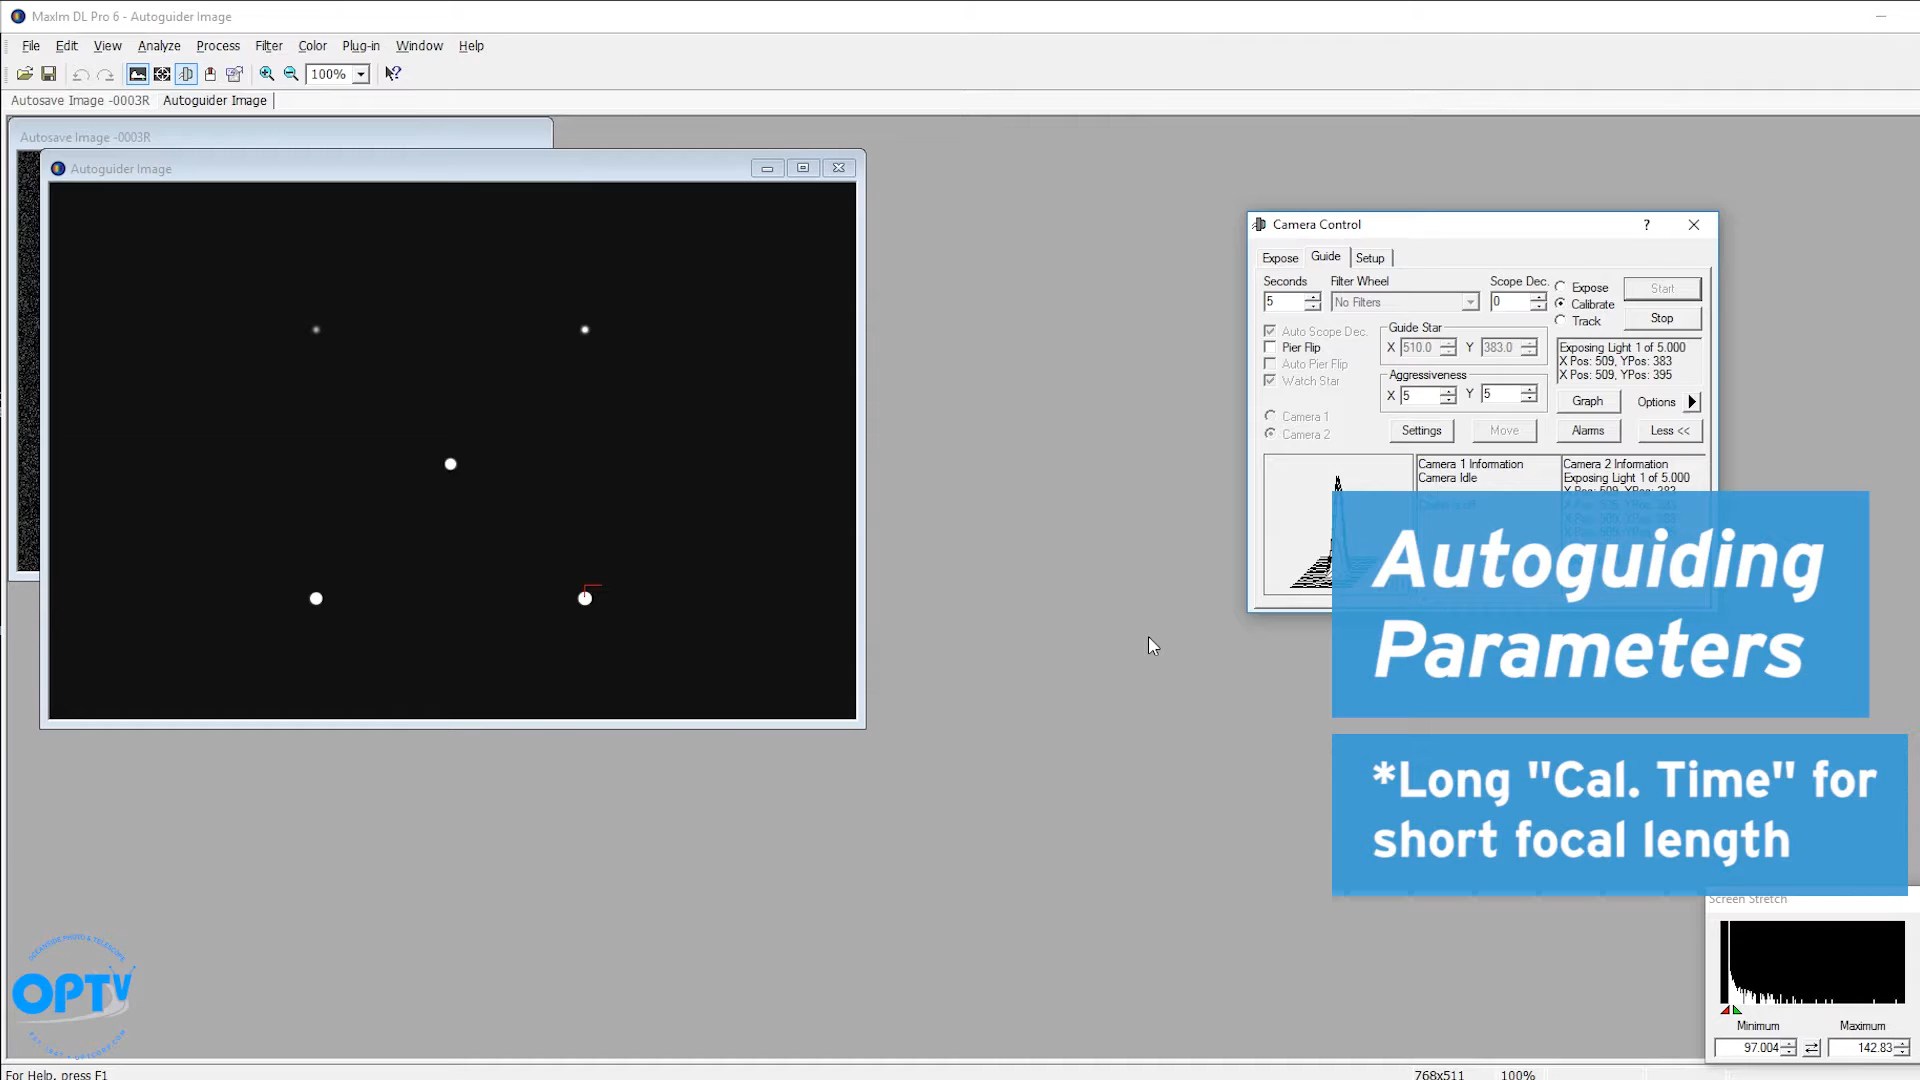 MaxIm DL Pro 6 - Autoguider Image
File Edit View Analyze Process Filter Color Plug-in Window Help
100%
Autosave Image -0003R Autoguider Image
Autosave Image -0003R
Autoguider Image
Camera Control
Expose Guide Setup
Seconds Filter Wheel Scope Dec.
5 No Filters 0
Expose
Calibrate
Track
Start
Stop
Auto Scope Dec.
Pier Flip
Auto Pier Flip
Watch Star
Guide Star
X 510.0 Y 383.0
Aggressiveness
X 5 Y 5
Exposing Light 1 of 5.000
X Pos: 509, YPos: 383
X Pos: 509, YPos: 395
Graph Options
Camera 1
Camera 2
Settings Move Alarms Less <<
Camera 1 Information
Camera Idle
Camera 2 Information
Exposing Light 1 of 5.000
Autoguiding
Parameters
*Long "Cal. Time" for
short focal length
Screen Stretch
Minimum Maximum
97.004 142.83
OCEANSIDE PHOTO & TELESCOPE
OPTV
For Help, press F1
768x511 100%